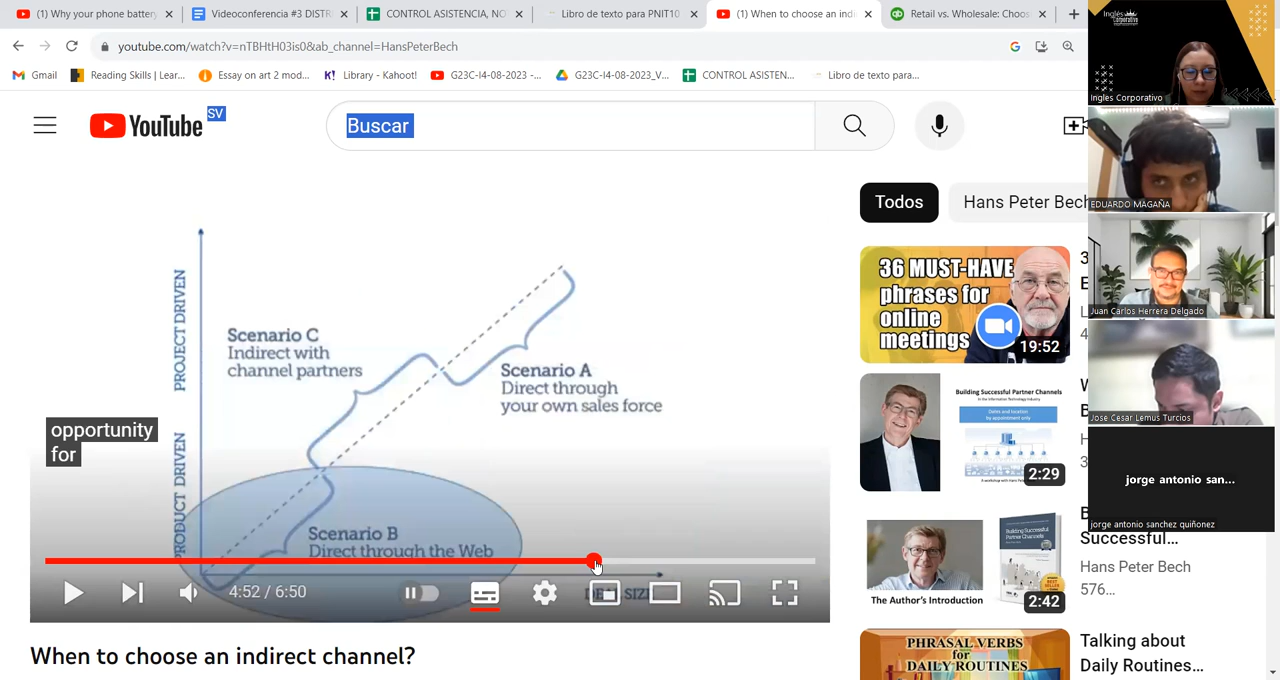 (1) Why your phone battery
Videoconferencia #3 DISTR
CONTROL ASISTENCIA, NO
Libro de texto para PNIT10
(1) When to choose an indi
Retail vs. Wholesale: Choos
youtube.com/watch?v=nTBHtH03is0&ab_channel=HansPeterBech
Gmail
Reading Skills | Lear...
Essay on art 2 mod...
Library - Kahoot!
G23C-I4-08-2023 -...
G23C-I4-08-2023_V...
CONTROL ASISTEN...
Libro de texto para...
YouTube
SV
Buscar
Todos
Hans Peter Bech
PROJECT DRIVEN
PRODUCT DRIVEN
Scenario C
Indirect with
channel partners
Scenario A
Direct through
your own sales force
Scenario B
Direct through the Web
opportunity
for
4:52 / 6:50
When to choose an indirect channel?
36 MUST-HAVE
phrases for
online
meetings
19:52
Building Successful Partner Channels
2:29
Building
Successful
Partner
Channels
The Author's Introduction
2:42
Successful...
Hans Peter Bech
576...
PHRASAL VERBS
for
DAILY ROUTINES
Talking about
Daily Routines...
Inglés
Corporativo
Ingles Corporativo
EDUARDO MAGAÑA
Juan Carlos Herrera Delgado
Jose Cesar Lemus Turcios
jorge antonio san...
jorge antonio sanchez quiñonez